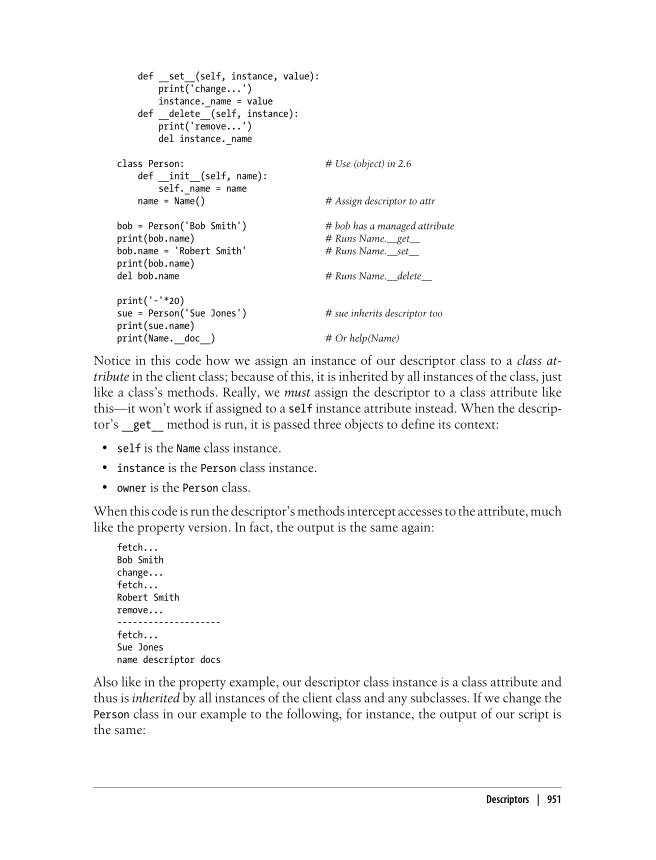 def __set__(self, instance, value):
        print('change...')
        instance._name = value
    def __delete__(self, instance):
        print('remove...')
        del instance._name
class Person:                           # Use (object) in 2.6
    def __init__(self, name):
        self._name = name
    name = Name()                       # Assign descriptor to attr
bob = Person('Bob Smith')               # bob has a managed attribute
print(bob.name)                         # Runs Name.__get__
bob.name = 'Robert Smith'               # Runs Name.__set__
print(bob.name)
del bob.name                            # Runs Name.__delete__
print('-'*20)
sue = Person('Sue Jones')               # sue inherits descriptor too
print(sue.name)
print(Name.__doc__)                     # Or help(Name)
Notice in this code how we assign an instance of our descriptor class to a class at-
tribute in the client class; because of this, it is inherited by all instances of the class, just
like a class's methods. Really, we must assign the descriptor to a class attribute like
this—it won't work if assigned to a self instance attribute instead. When the descrip-
tor's __get__ method is run, it is passed three objects to define its context:
• self is the Name class instance.
• instance is the Person class instance.
• owner is the Person class.
When this code is run the descriptor's methods intercept accesses to the attribute, much
like the property version. In fact, the output is the same again:
fetch...
Bob Smith
change...
fetch...
Robert Smith
remove...
--------------------
fetch...
Sue Jones
name descriptor docs
Also like in the property example, our descriptor class instance is a class attribute and
thus is inherited by all instances of the client class and any subclasses. If we change the
Person class in our example to the following, for instance, the output of our script is
the same:
Descriptors | 951